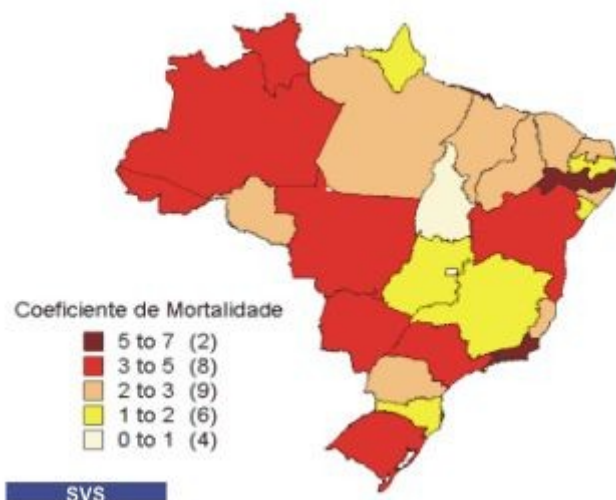 Coeficiente de Mortalidade
5 to 7 (2)
3 to 5 (8)
2 to 3 (9)
1 to 2 (6)
0 to 1 (4)
SVS